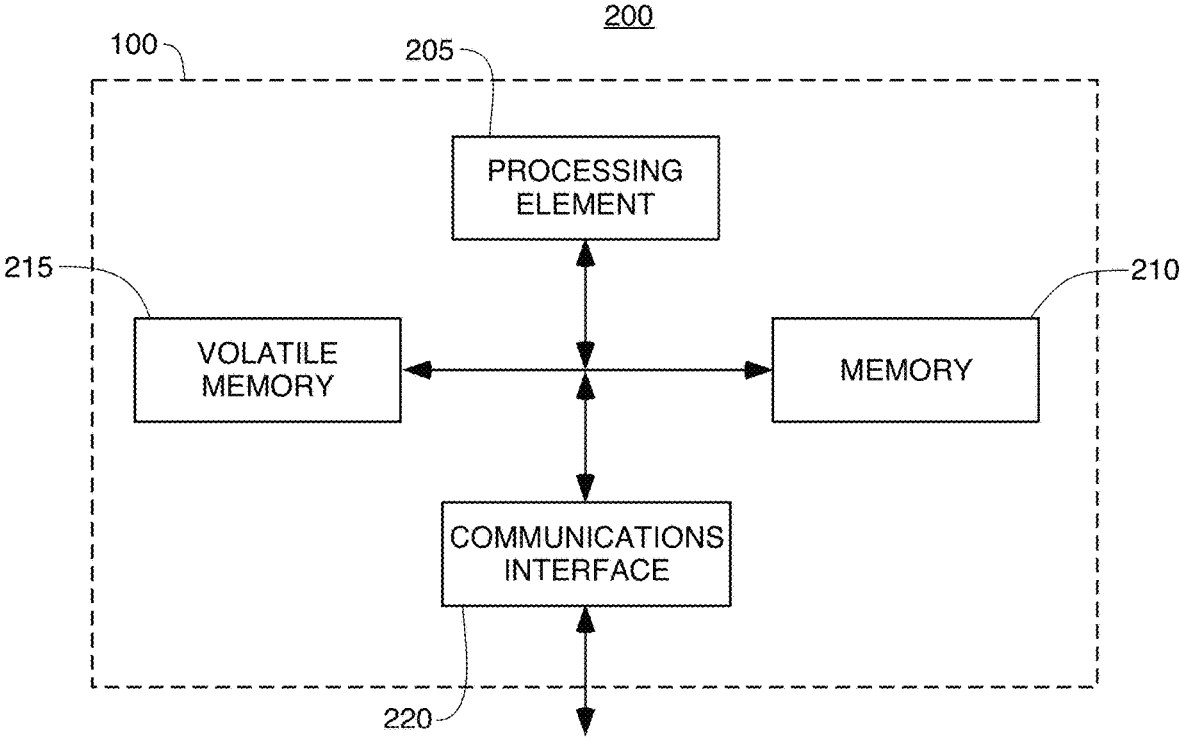 200
100
205
PROCESSING
ELEMENT
215
210
VOLATILE
MEMORY
MEMORY
COMMUNICATIONS
INTERFACE
220